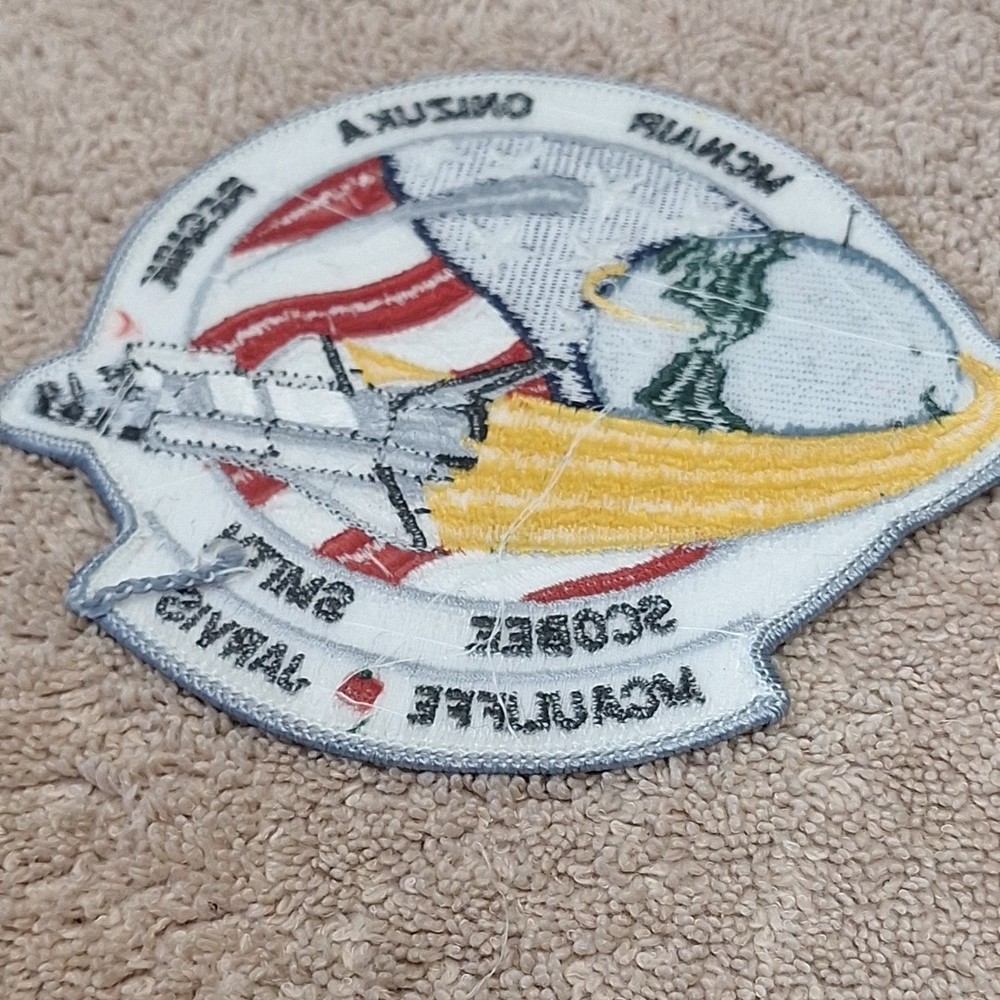 McNAIR ONIZUKA RESNIK
SCOBEE SMITH
McAULIFFE JARVIS